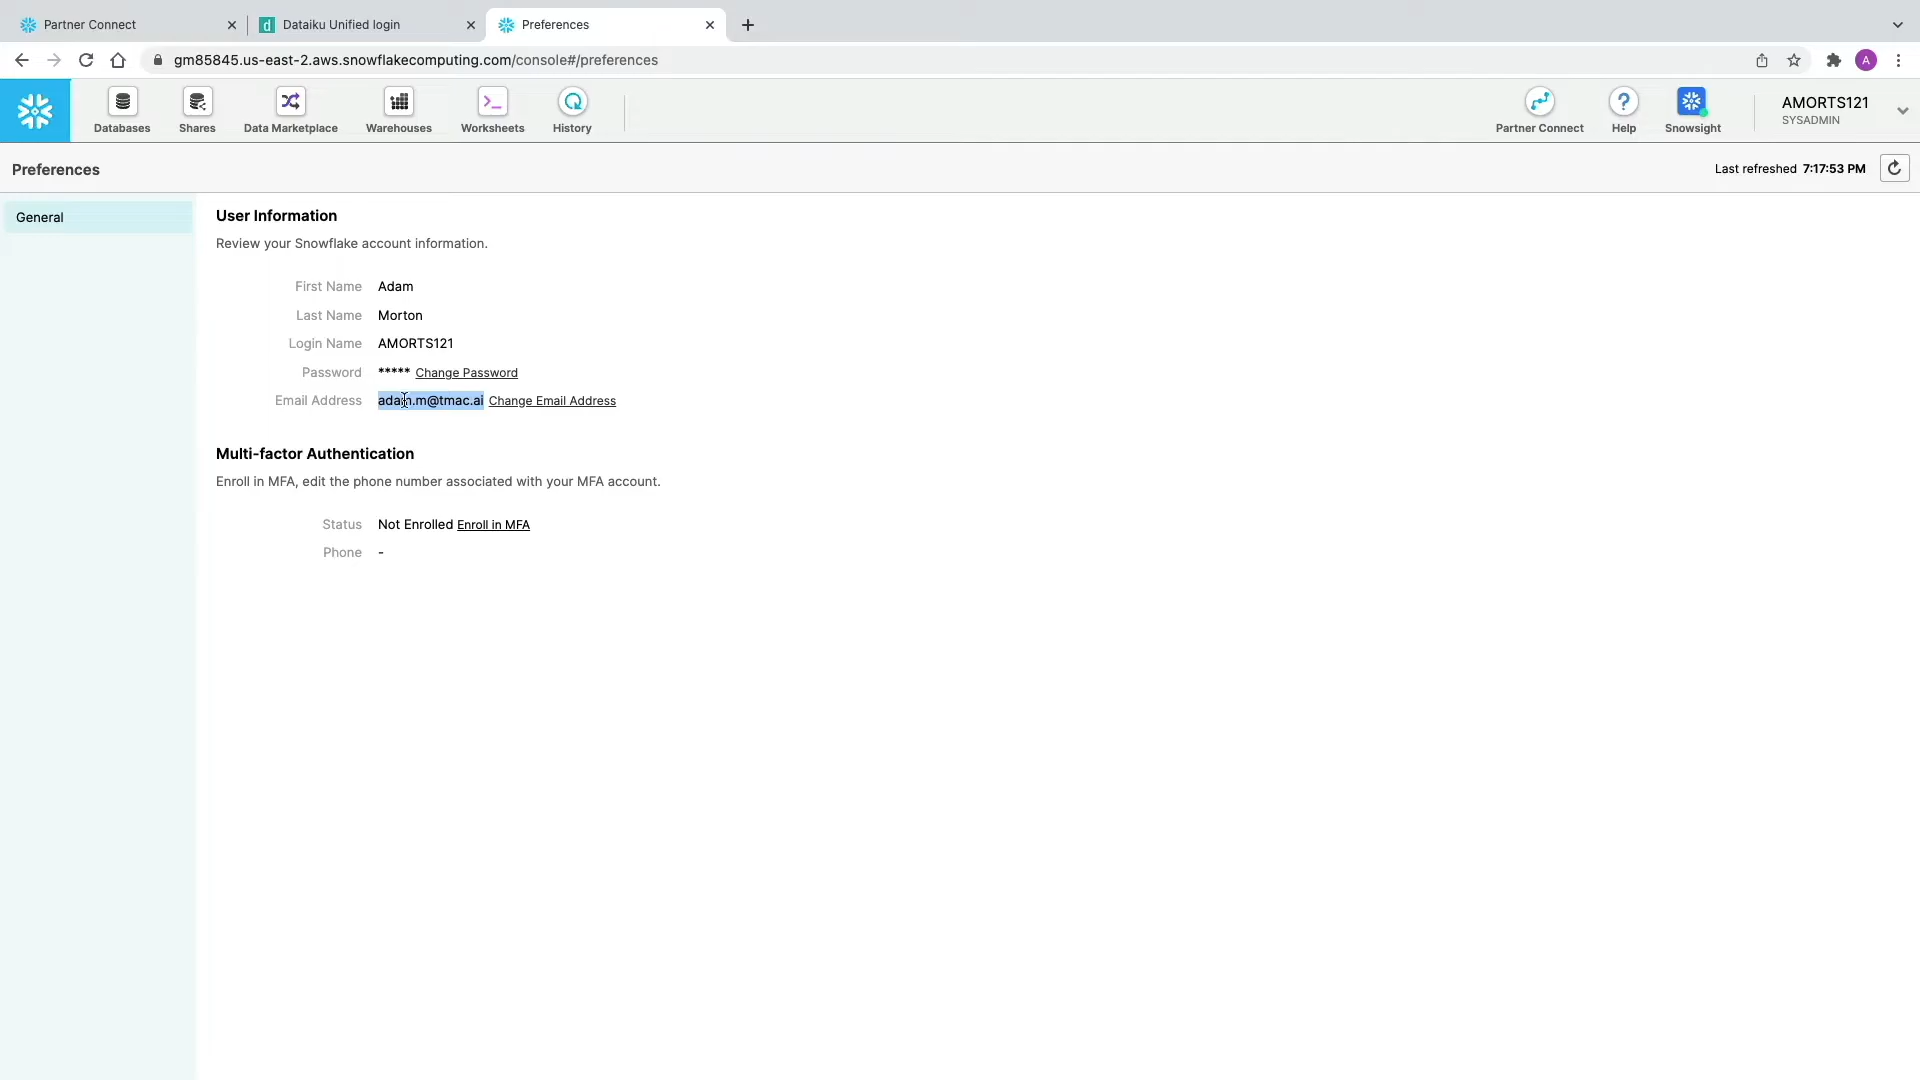 Partner Connect
Dataiku Unified login
Preferences
gm85845.us-east-2.aws.snowflakecomputing.com/console#/preferences
A
Databases
Shares
Data Marketplace
Warehouses
Worksheets
History
Partner Connect
Help
Snowsight
AMORTS121
SYSADMIN
Preferences
Last refreshed 7:17:53 PM
General
User Information
Review your Snowflake account information.
First Name Adam
Last Name Morton
Login Name AMORTS121
Password ***** Change Password
Email Address adam.m@tmac.ai Change Email Address
Multi-factor Authentication
Enroll in MFA, edit the phone number associated with your MFA account.
Status Not Enrolled Enroll in MFA
Phone -